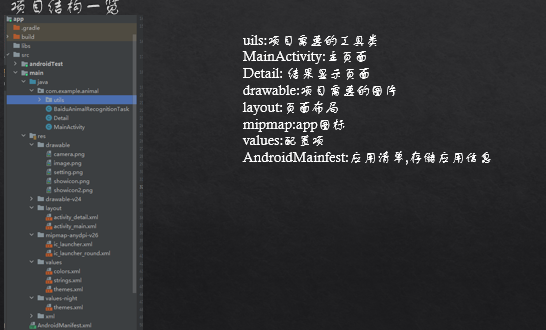 项目结构一览
app
.gradle
build
libs
src
androidTest
main
java
com.example.animal
utils
BaiduAnimalRecognitionTask
Detail
MainActivity
res
drawable
camera.png
image.png
setting.png
showicon.png
showicon2.png
drawable-v24
layout
activity_detail.xml
activity_main.xml
mipmap-anydpi-v26
ic_launcher.xml
ic_launcher_round.xml
values
colors.xml
strings.xml
themes.xml
values-night
themes.xml
xml
AndroidManifest.xml
uils:项目需要的工具类
MainActivity:主页面
Detail: 结果显示页面
drawable:项目需要的图片
layout:页面布局
mipmap:app图标
values:配置项
AndroidMainfest:应用清单,存储应用信息